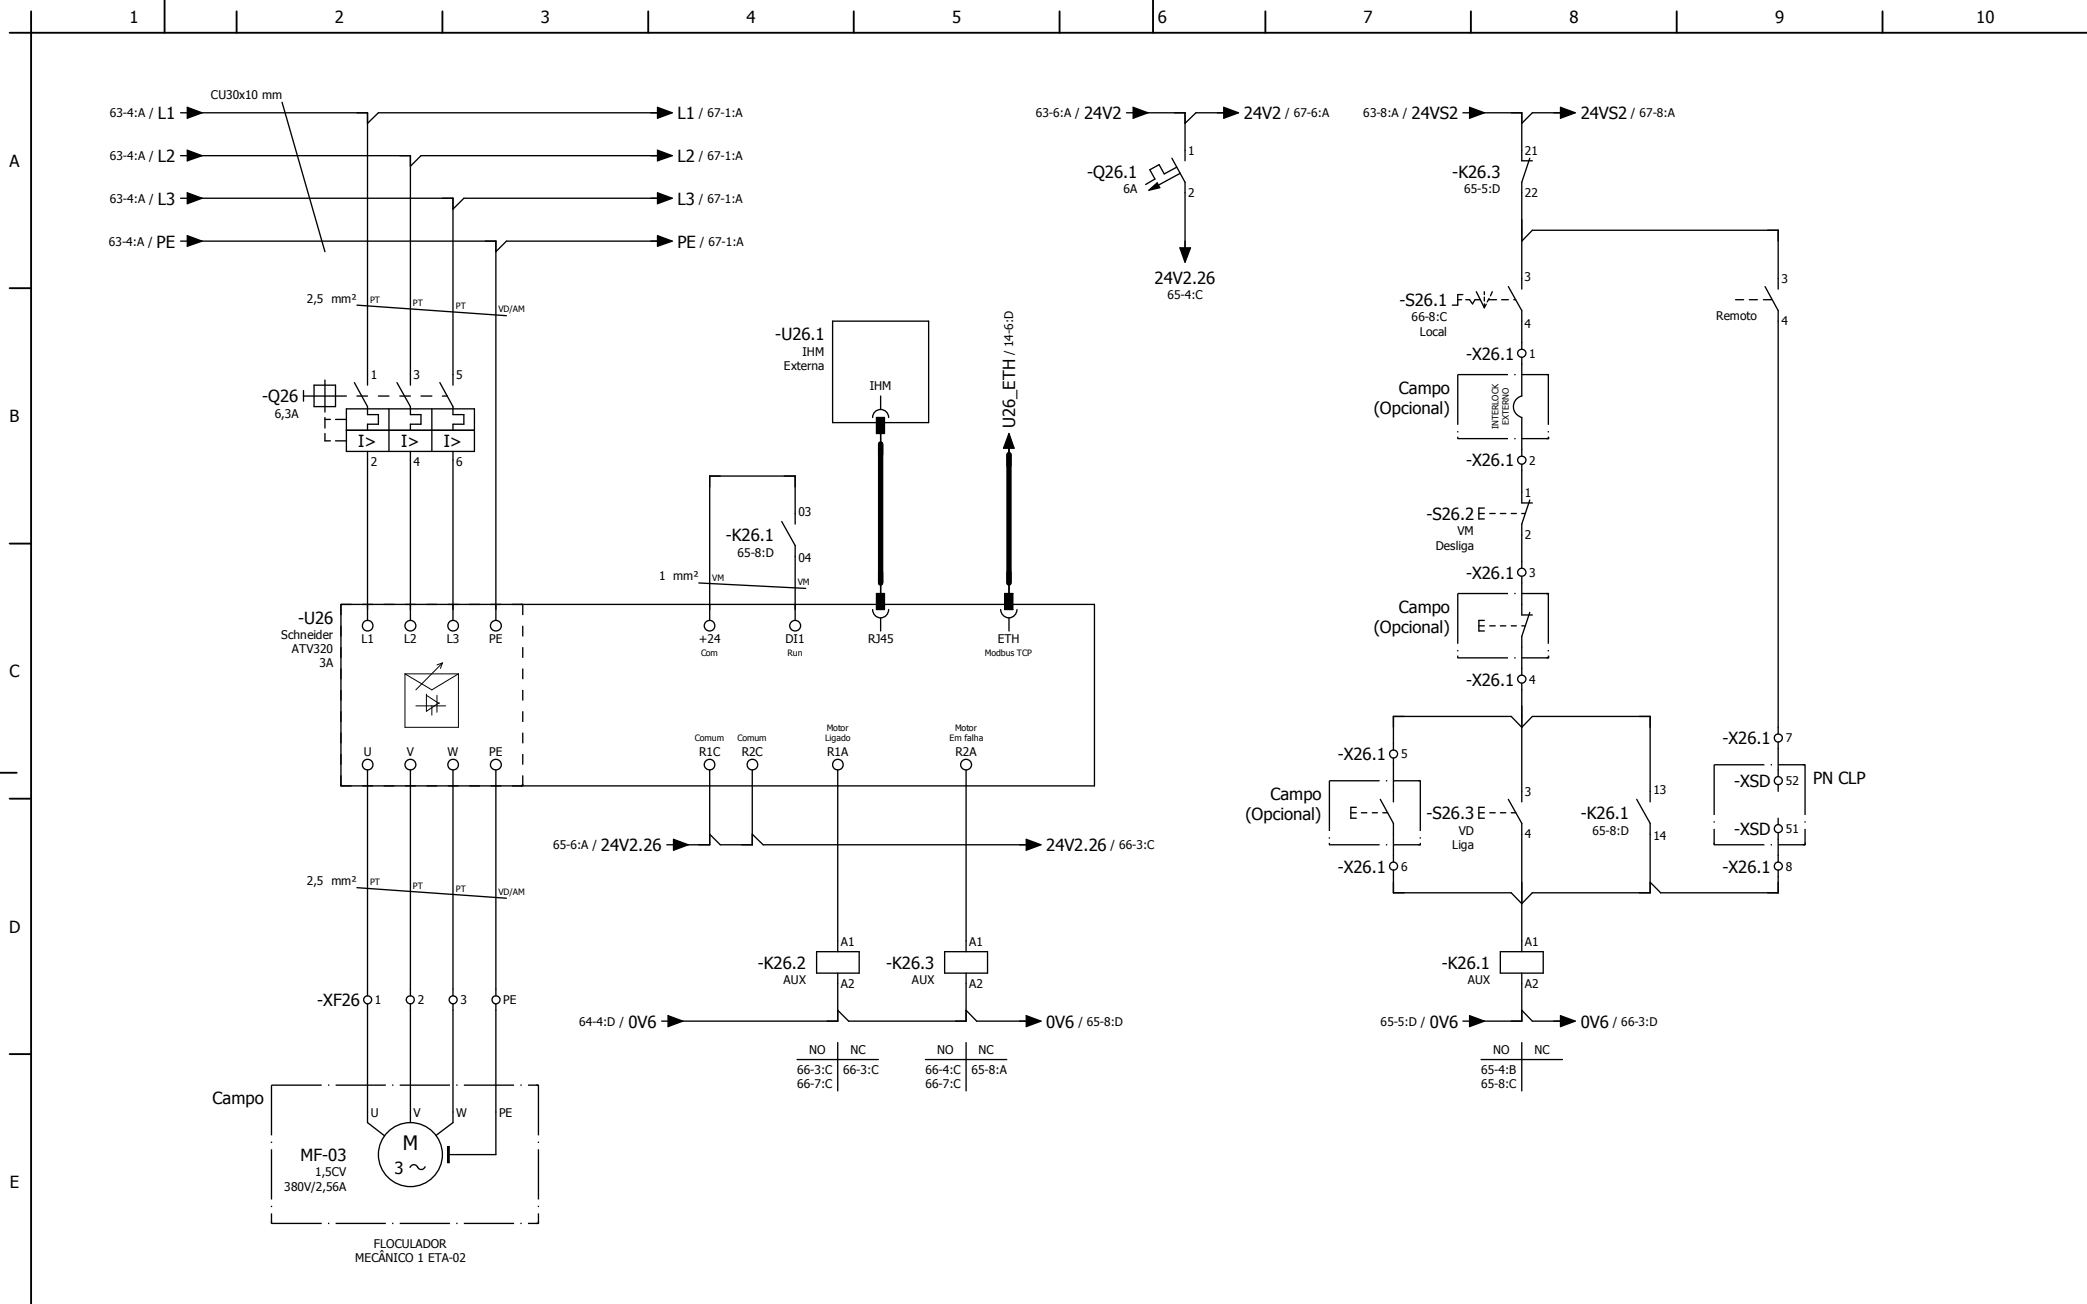 1 2 3 4 5 6 7 8 9 10
A
B
C
D
E
CU30x10 mm
63-4:A / L1
L1 / 67-1:A
63-4:A / L2
L2 / 67-1:A
63-4:A / L3
L3 / 67-1:A
63-4:A / PE
PE / 67-1:A
2,5 mm²
PT PT PT VD/AM
-Q26
6,3A
1 3 5
I> I> I>
2 4 6
-U26
Schneider
ATV320
3A
L1 L2 L3 PE
U V W PE
2,5 mm²
PT PT PT VD/AM
-XF26 1 2 3 PE
Campo
U V W PE
M
3 ~
MF-03
1,5CV
380V/2,56A
FLOCULADOR
MECÂNICO 1 ETA-02
-U26.1
IHM
Externa
IHM
U26_ETH / 14-6:D
-K26.1
65-8:D
03
04
1 mm²
VM VM
+24
Com
DI1
Run
RJ45
ETH
Modbus TCP
Comum
R1C
Comum
R2C
Motor
Ligado
R1A
Motor
Em falha
R2A
65-6:A / 24V2.26
24V2.26 / 66-3:C
-K26.2
AUX
A1
A2
-K26.3
AUX
A1
A2
64-4:D / 0V6
0V6 / 65-8:D
NO NC
66-3:C 66-3:C
66-7:C
NO NC
66-4:C 65-8:A
66-7:C
63-6:A / 24V2
24V2 / 67-6:A
-Q26.1
6A
1
2
24V2.26
65-4:C
63-8:A / 24VS2
24VS2 / 67-8:A
-K26.3
65-5:D
21
22
-S26.1
66-8:C
Local
3
4
Remoto
3
4
-X26.1 1
Campo
(Opcional)
INTERLOCK
EXTERNO
-X26.1 2
-S26.2 E
VM
Desliga
1
2
-X26.1 3
Campo
(Opcional)
E
-X26.1 4
-X26.1 5
Campo
(Opcional)
E
-X26.1 6
-S26.3 E
VD
Liga
3
4
-K26.1
65-8:D
13
14
-X26.1 7
-XSD 52
PN CLP
-XSD 51
-X26.1 8
-K26.1
AUX
A1
A2
65-5:D / 0V6
0V6 / 66-3:D
NO NC
65-4:B
65-8:C